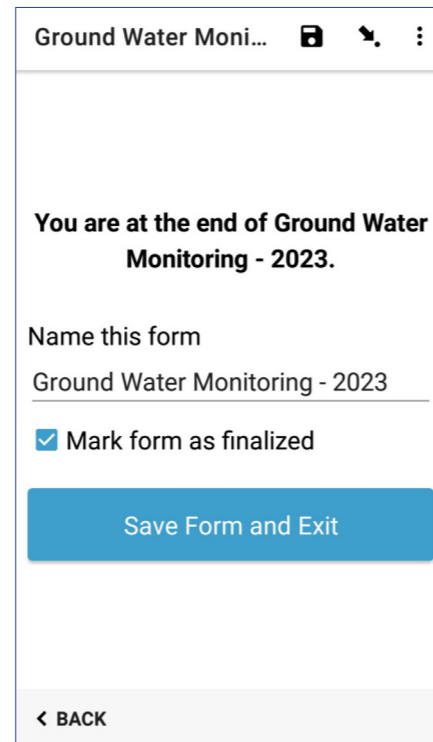 Ground Water Moni...
You are at the end of Ground Water
Monitoring - 2023.
Name this form
Ground Water Monitoring - 2023
Mark form as finalized
Save Form and Exit
BACK